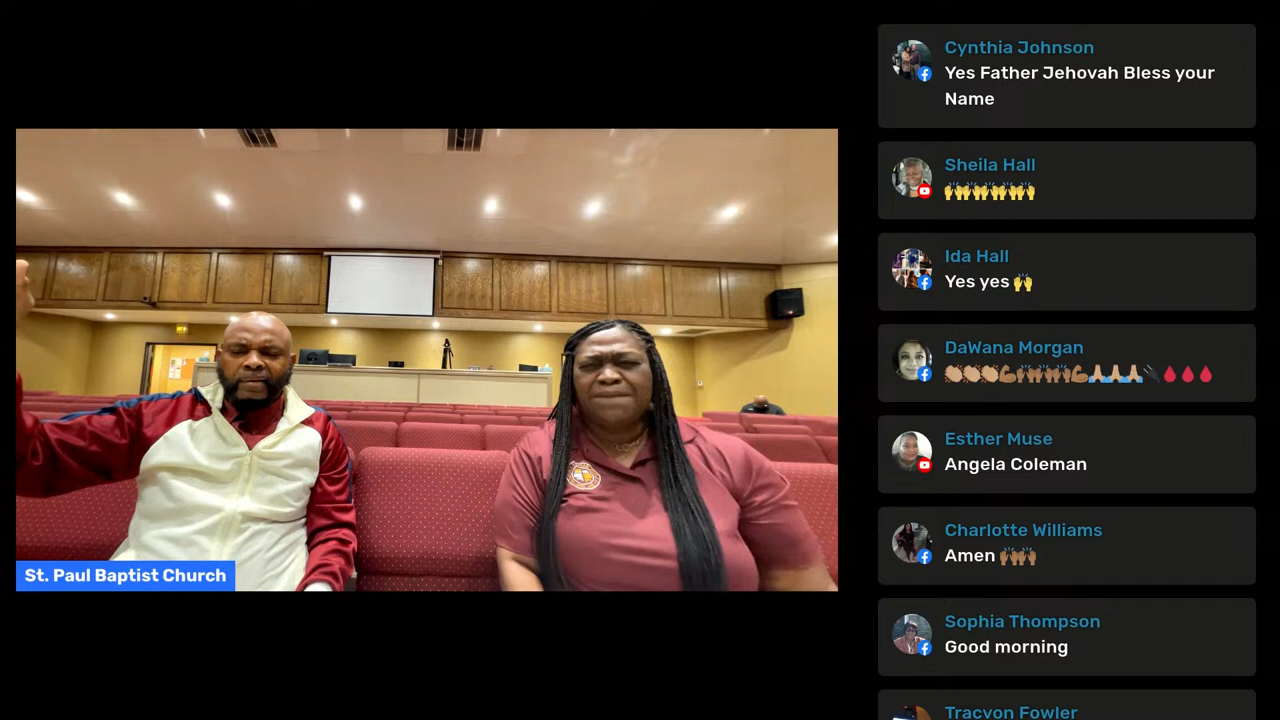 Cynthia Johnson
Yes Father Jehovah Bless your
Name
Sheila Hall
🙌🙌🙌🙌🙌
Ida Hall
Yes yes 🙌
DaWana Morgan
👏🏼👏🏼👏🏼💪🏽🙌🏽🙌🏽🙌🏽💪🏽🙏🏼🙏🏼🙏🏼🔌🩸🩸🩸
Esther Muse
Angela Coleman
Charlotte Williams
Amen 🙌🏽🙌🏽
Sophia Thompson
Good morning
Tracvon Fowler
St. Paul Baptist Church